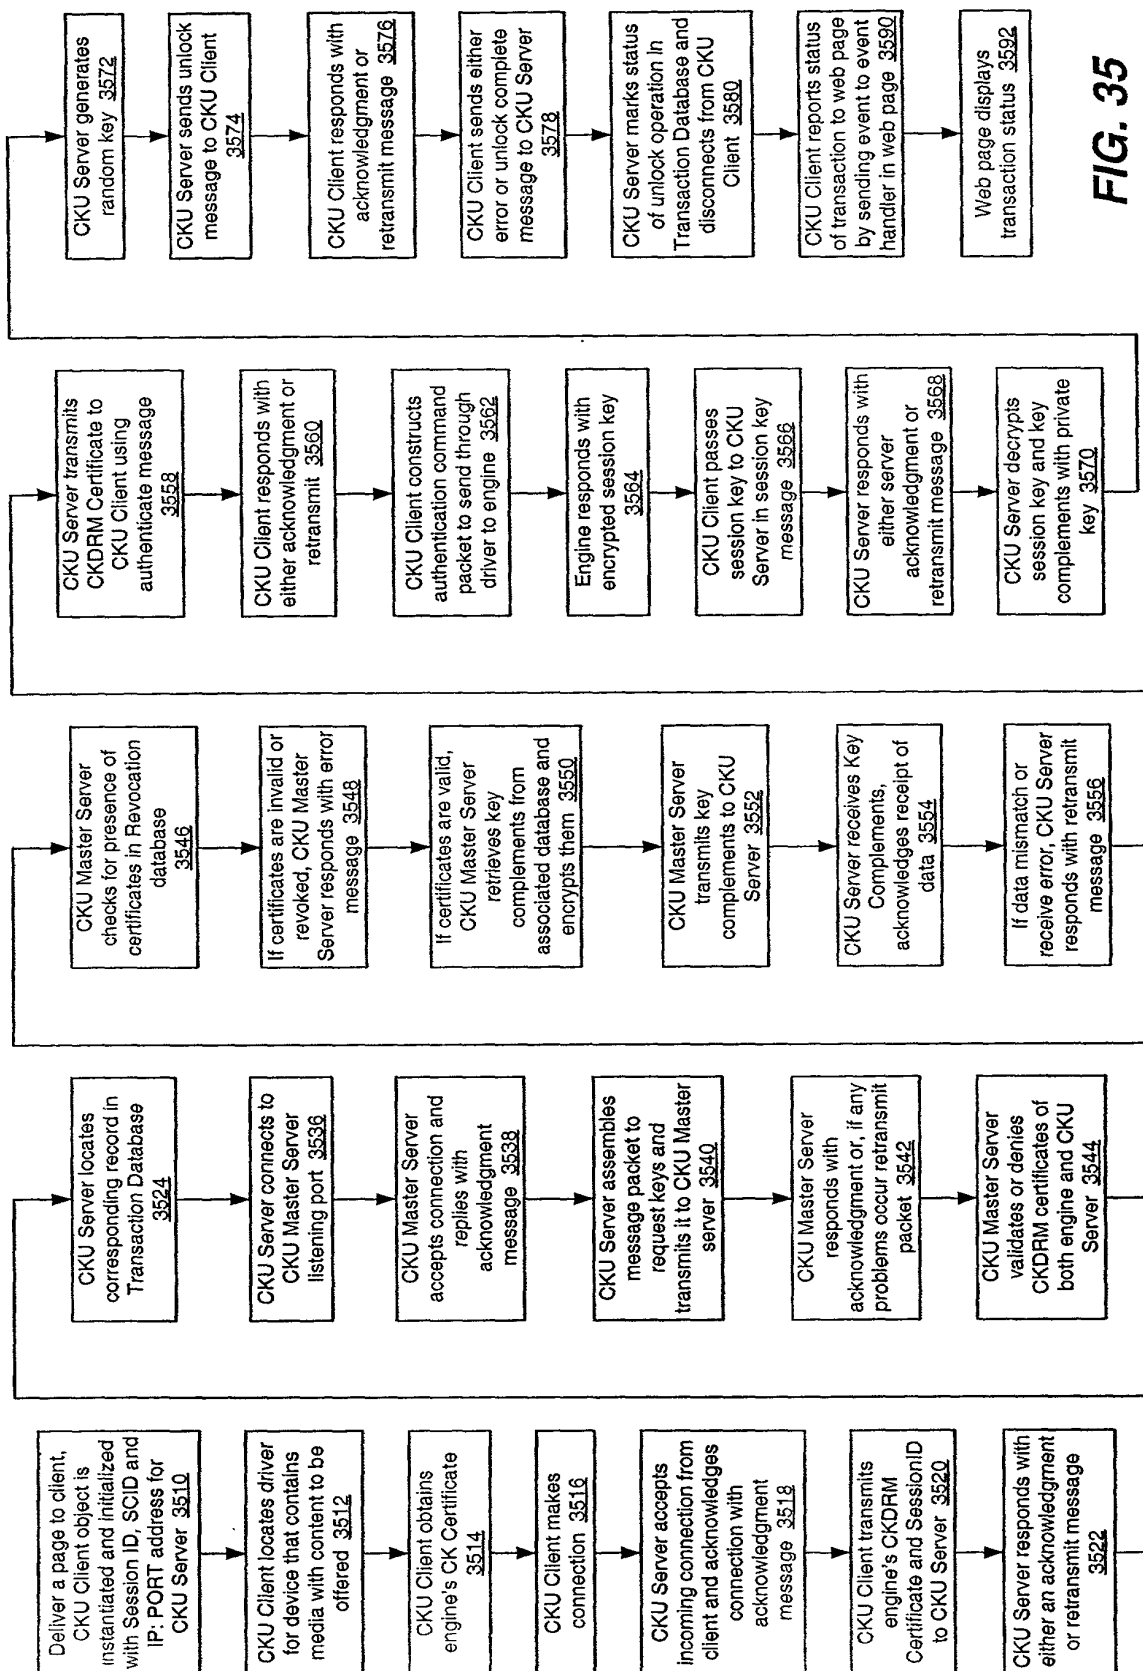 Deliver a page to client,
CKU Client object is
instantiated and initialized
with Session ID, SCID and
IP: PORT address for
CKU Server 3510
CKU Client locates driver
for device that contains
media with content to be
offered 3512
CKU Client obtains
engine's CK Certificate
3514
CKU Client makes
connection 3516
CKU Server accepts
incoming connection from
client and acknowledges
connection with
acknowledgment
message 3518
CKU Client transmits
engine's CKDRM
Certificate and SessionID
to CKU Server 3520
CKU Server responds with
either an acknowledgment
or retransmit message
3522
CKU Server locates
corresponding record in
Transaction Database
3524
CKU Server connects to
CKU Master Server
listening port 3536
CKU Master Server
accepts connection and
replies with
acknowledgment
message 3538
CKU Server assembles
message packet to
request keys and
transmits it to CKU Master
server 3540
CKU Master Server
responds with
acknowledgment or, if any
problems occur retransmit
packet 3542
CKU Master Server
validates or denies
CKDRM certificates of
both engine and CKU
Server 3544
CKU Master Server
checks for presence of
certificates in Revocation
database
3546
If certificates are invalid or
revoked, CKU Master
Server responds with error
message 3548
If certificates are valid,
CKU Master Server
retrieves key
complements from
associated database and
encrypts them 3550
CKU Master Server
transmits key
complements to CKU
Server 3552
CKU Server receives Key
Complements,
acknowledges receipt of
data 3554
If data mismatch or
receive error, CKU Server
responds with retransmit
message 3556
CKU Server transmits
CKDRM Certificate to
CKU Client using
authenticate message
3558
CKU Client responds with
either acknowledgment or
retransmit 3560
CKU Client constructs
authentication command
packet to send through
driver to engine 3562
Engine responds with
encrypted session key
3564
CKU Client passes
session key to CKU
Server in session key
message 3566
CKU Server responds with
either server
acknowledgment or
retransmit message 3568
CKU Server decrypts
session key and key
complements with private
key 3570
CKU Server generates
random key 3572
CKU Server sends unlock
message to CKU Client
3574
CKU Client responds with
acknowledgment or
retransmit message 3576
CKU Client sends either
error or unlock complete
message to CKU Server
3578
CKU Server marks status
of unlock operation In
Transaction Database and
disconnects from CKU
Client 3580
CKU Client reports status
of transaction to web page
by sending event to event
handler in web page 3590
Web page displays
transaction status 3592
FIG. 35